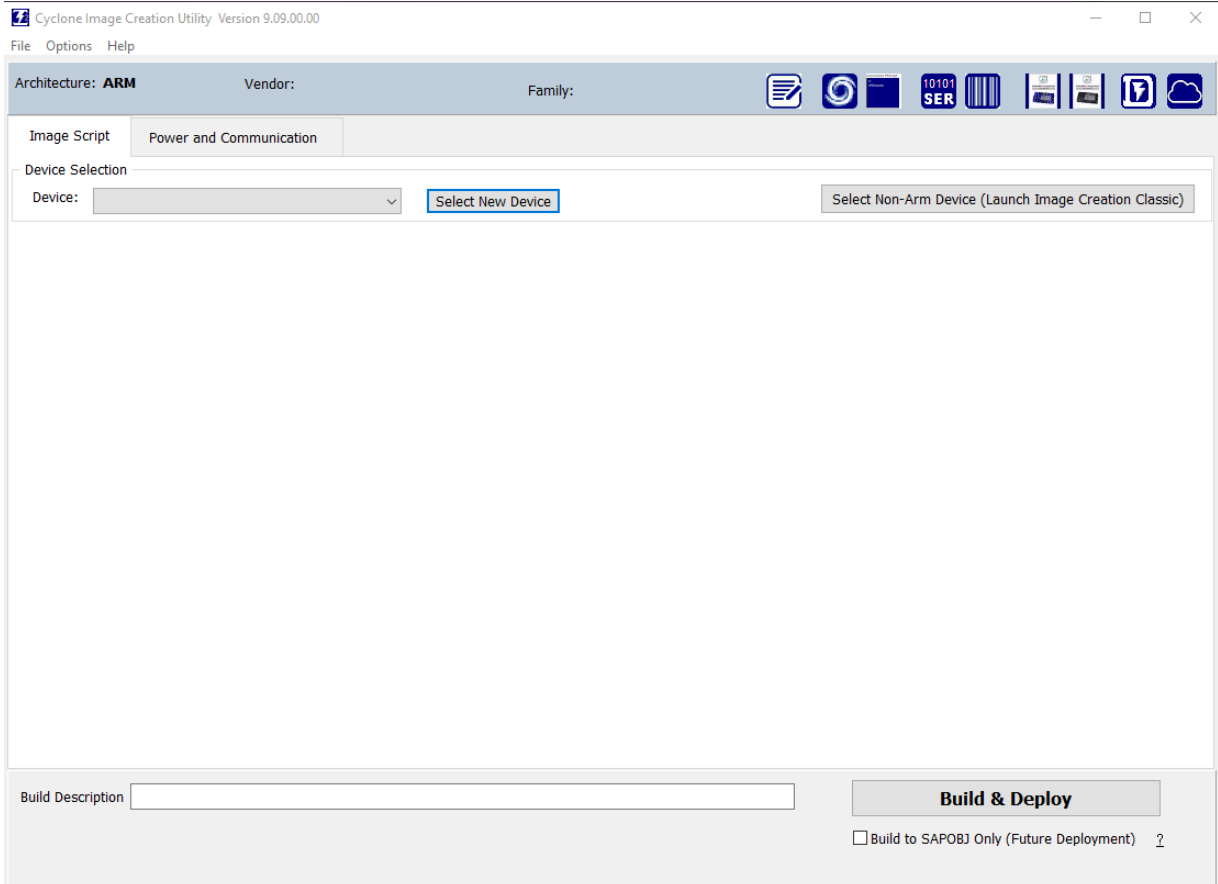 Cyclone Image Creation Utility Version 9.09.00.00
File Options Help
Architecture: ARM Vendor: Family:
10101
SER
Image Script Power and Communication
Device Selection
Device: Select New Device Select Non-Arm Device (Launch Image Creation Classic)
Build Description Build & Deploy
Build to SAPOBJ Only (Future Deployment) ?